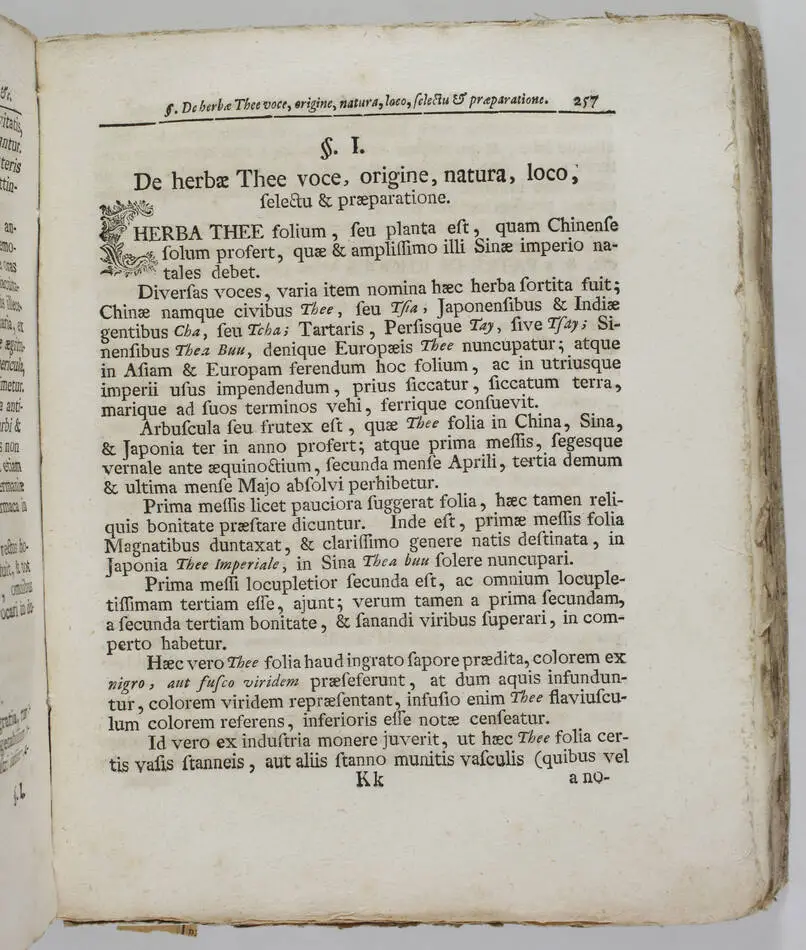 §. De herbæ Thee voce, origine, natura, loco, ſelectu & præparatione. 257
§. I.
De herbæ Thee voce, origine, natura, loco,
ſelectu & præparatione.
HERBA THEE folium, ſeu planta eſt, quam Chinenſe
ſolum profert, quæ & ampliſſimo illi Sinæ imperio na-
tales debet.
Diverſas voces, varia item nomina hæc herba ſortita fuit;
Chinæ namque civibus Thee, ſeu Tſia, Japonenſibus & Indiæ
gentibus Cha, ſeu Tcha; Tartaris, Perſisque Tay, ſive Tſay; Si-
nenſibus Thea Buu, denique Europæis Thee nuncupatur; atque
in Aſiam & Europam ferendum hoc folium, ac in utriusque
imperii uſus impendendum, prius ſiccatur, ſiccatum terra,
marique ad ſuos terminos vehi, ferrique conſuevit.
Arbuſcula ſeu frutex eſt, quæ Thee folia in China, Sina,
& Japonia ter in anno profert; atque prima meſſis, ſegesque
vernale ante æquinoctium, ſecunda menſe Aprili, tertia demum
& ultima menſe Majo abſolvi perhibetur.
Prima meſſis licet pauciora ſuggerat folia, hæc tamen reli-
quis bonitate præſtare dicuntur. Inde eſt, primæ meſſis folia
Magnatibus duntaxat, & clariſſimo genere natis deſtinata, in
Japonia Thee Imperiale, in Sina Thea buu ſolere nuncupari.
Prima meſſi locupletior ſecunda eſt, ac omnium locuple-
tiſſimam tertiam eſſe, ajunt; verum tamen a prima ſecundam,
a ſecunda tertiam bonitate, & ſanandi viribus ſuperari, in com-
perto habetur.
Hæc vero Thee folia haud ingrato ſapore prædita, colorem ex
nigro, aut fuſco viridem præſeferunt, at dum aquis infundun-
tur, colorem viridem repræſentant, infuſio enim Thee flaviuſcu-
lum colorem referens, inferioris eſſe notæ cenſeatur.
Id vero ex induſtria monere juverit, ut hæc Thee folia cer-
tis vaſis ſtanneis, aut aliis ſtanno munitis vaſculis (quibus vel
Kk a no-